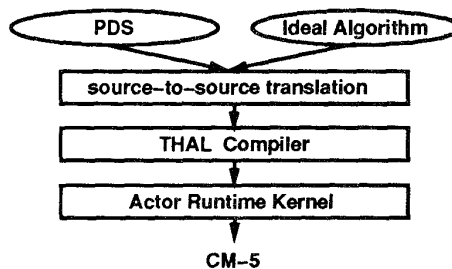 PDS
Ideal Algorithm
source-to-source translation
THAL Compiler
Actor Runtime Kernel
CM-5